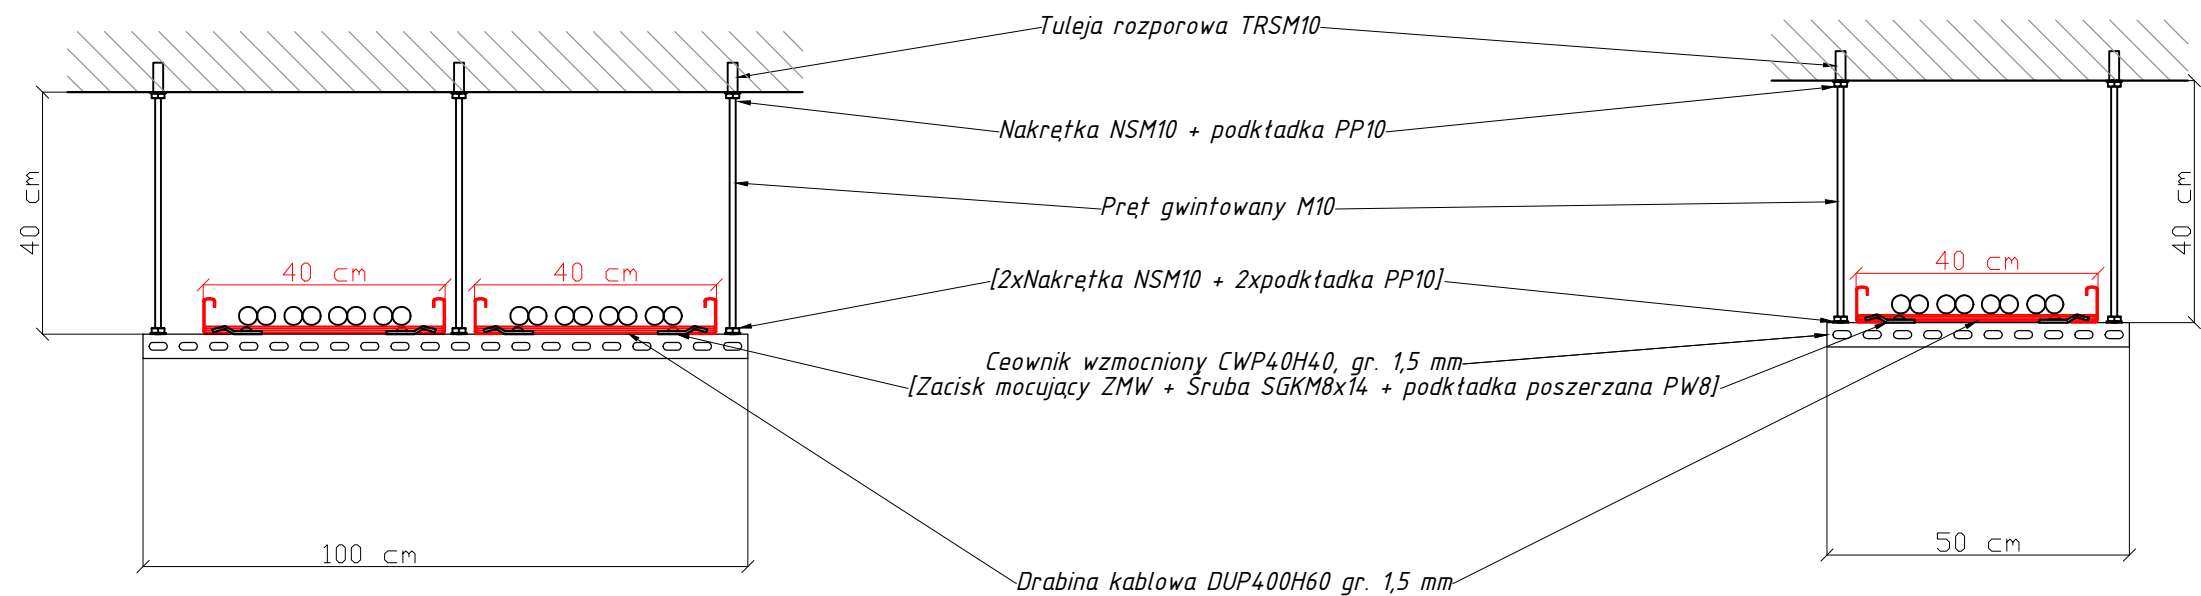 Tuleja rozporowa TRSM10
Nakrętka NSM10 + podkładka PP10
40 cm
40 cm
Pręt gwintowany M10
40 cm
40 cm
40 cm
[2xNakrętka NSM10 + 2xpodkładka PP10]
Ceownik wzmocniony CWP40H40, gr. 1,5 mm
[Zacisk mocujący ZMW + Śruba SGKM8x14 + podkładka poszerzana PW8]
100 cm
50 cm
Drabina kablowa DUP400H60 gr. 1,5 mm